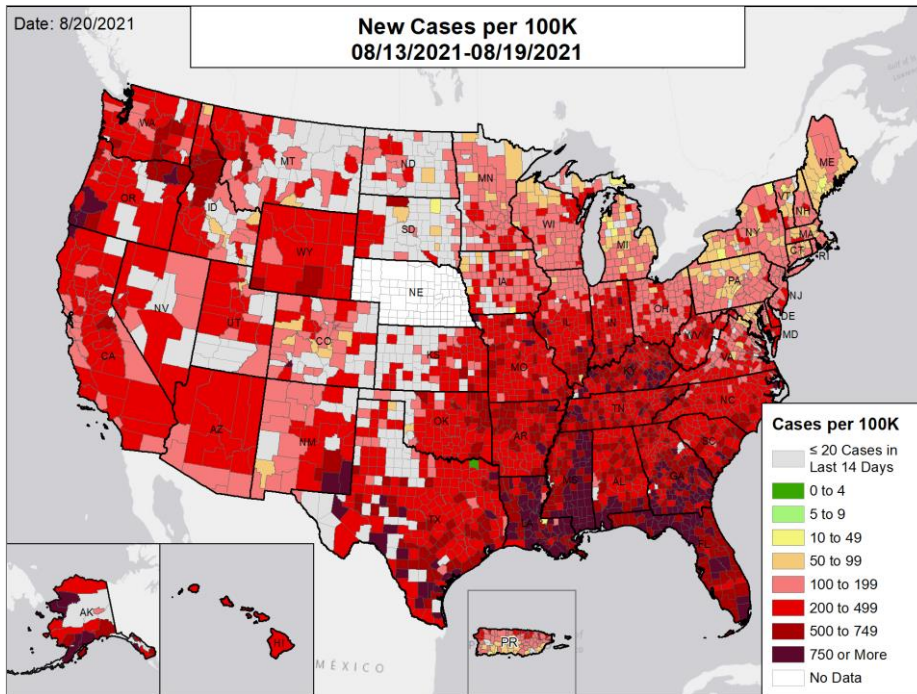 Date: 8/20/2021
New Cases per 100K
08/13/2021-08/19/2021
WA
MT
ND
MN
ME
OR
ID
SD
WI
MI
VT
NH
NY
MA
CT
RI
WY
IA
PA
NJ
NE
OH
DE
MD
NV
UT
CO
IL
IN
WV
VA
CA
KS
MO
KY
AZ
NM
OK
AR
TN
NC
SC
TX
LA
MS
AL
GA
FL
AK
HI
PR
MÉXICO
Cases per 100K
≤ 20 Cases in
Last 14 Days
0 to 4
5 to 9
10 to 49
50 to 99
100 to 199
200 to 499
500 to 749
750 or More
No Data